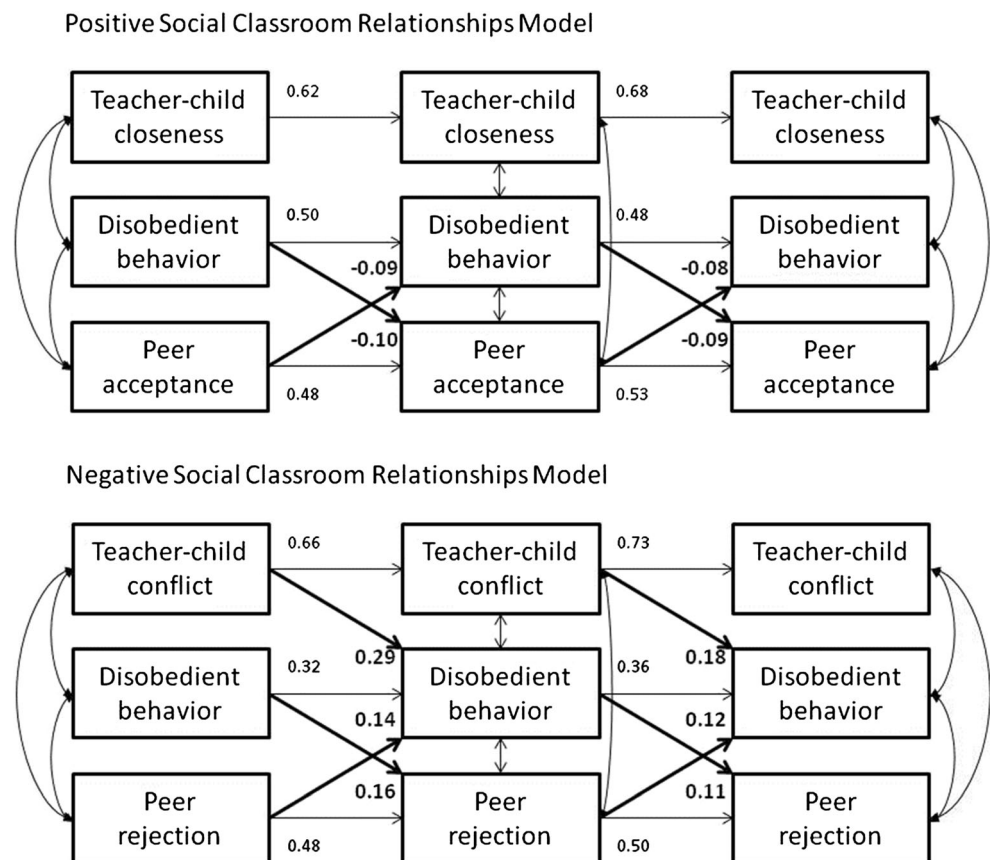 Positive Social Classroom Relationships Model
0.62 0.68
Teacher-child Teacher-child Teacher-child
closeness closeness closeness
0.50 0.48
Disobedient Disobedient Disobedient
behavior behavior behavior
-0.09 -0.08
-0.10 -0.09
Peer Peer Peer
acceptance acceptance acceptance
0.48 0.53
Negative Social Classroom Relationships Model
0.66 0.73
Teacher-child Teacher-child Teacher-child
conflict conflict conflict
0.29 0.18
0.32 0.36
Disobedient Disobedient Disobedient
behavior behavior behavior
0.14 0.12
0.16 0.11
Peer Peer Peer
rejection rejection rejection
0.48 0.50